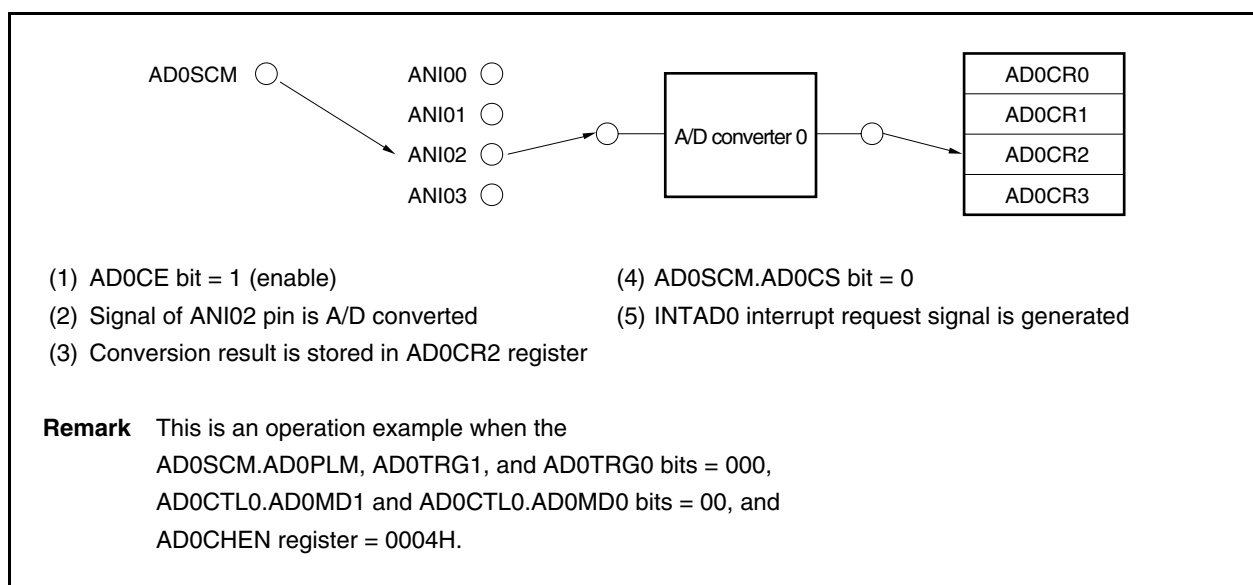 AD0SCM
ANI00
ANI01
ANI02
ANI03
A/D converter 0
AD0CR0
AD0CR1
AD0CR2
AD0CR3
(1) AD0CE bit = 1 (enable)
(2) Signal of ANI02 pin is A/D converted
(3) Conversion result is stored in AD0CR2 register
(4) AD0SCM.AD0CS bit = 0
(5) INTAD0 interrupt request signal is generated
Remark This is an operation example when the
AD0SCM.AD0PLM, AD0TRG1, and AD0TRG0 bits = 000,
AD0CTL0.AD0MD1 and AD0CTL0.AD0MD0 bits = 00, and
AD0CHEN register = 0004H.